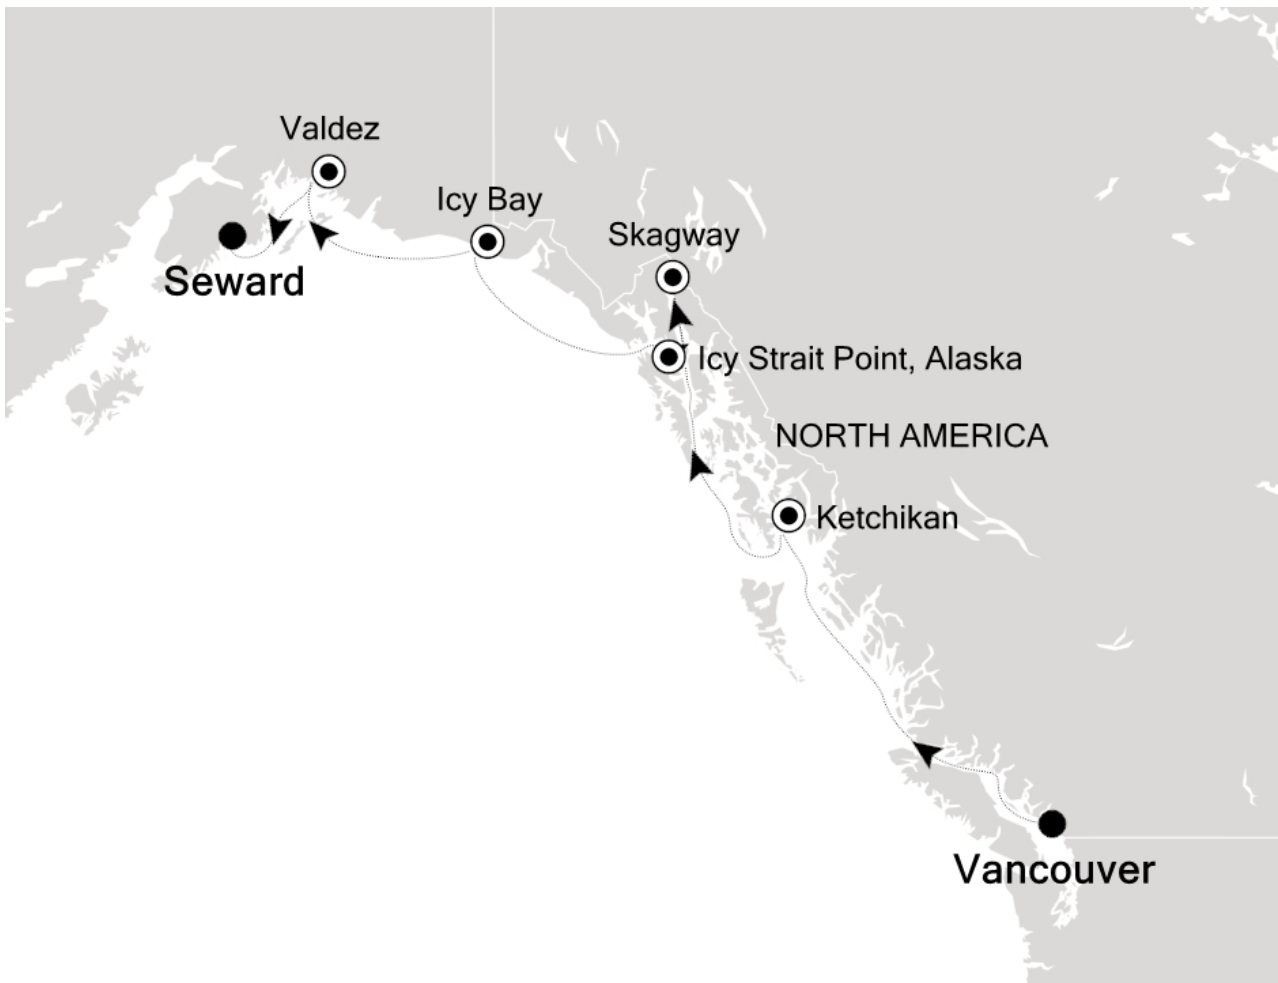 Valdez
Icy Bay
Skagway
Seward
Icy Strait Point, Alaska
NORTH AMERICA
Ketchikan
Vancouver